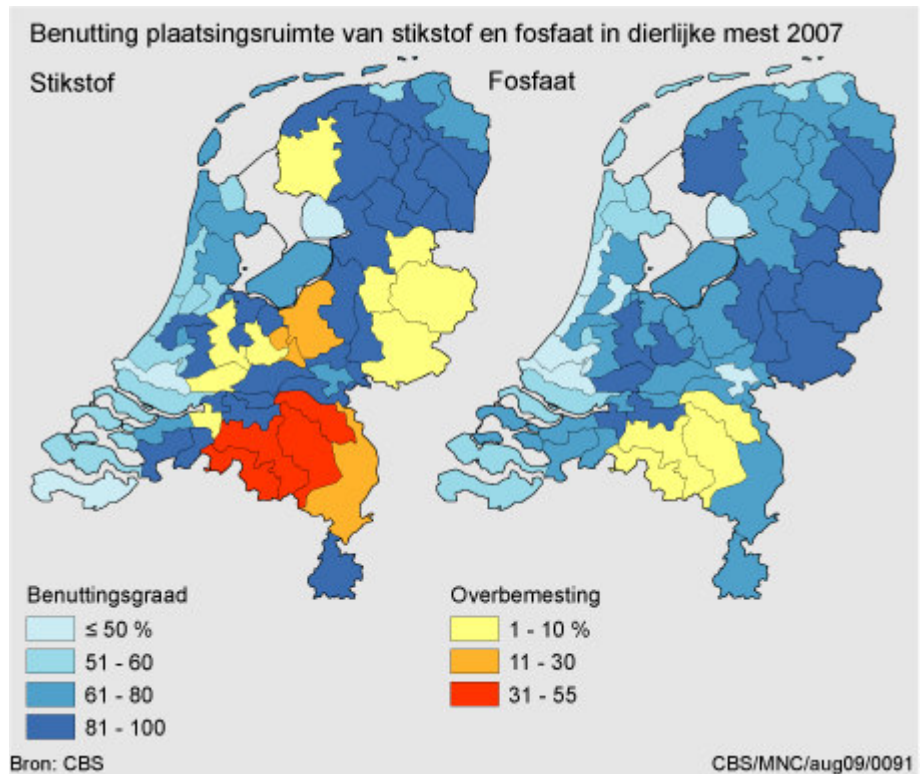 Benutting plaatsingsruimte van stikstof en fosfaat in dierlijke mest 2007
Stikstof
Fosfaat
Benuttingsgraad
≤ 50 %
51 - 60
61 - 80
81 - 100
Overbemesting
1 - 10 %
11 - 30
31 - 55
Bron: CBS
CBS/MNC/aug09/0091